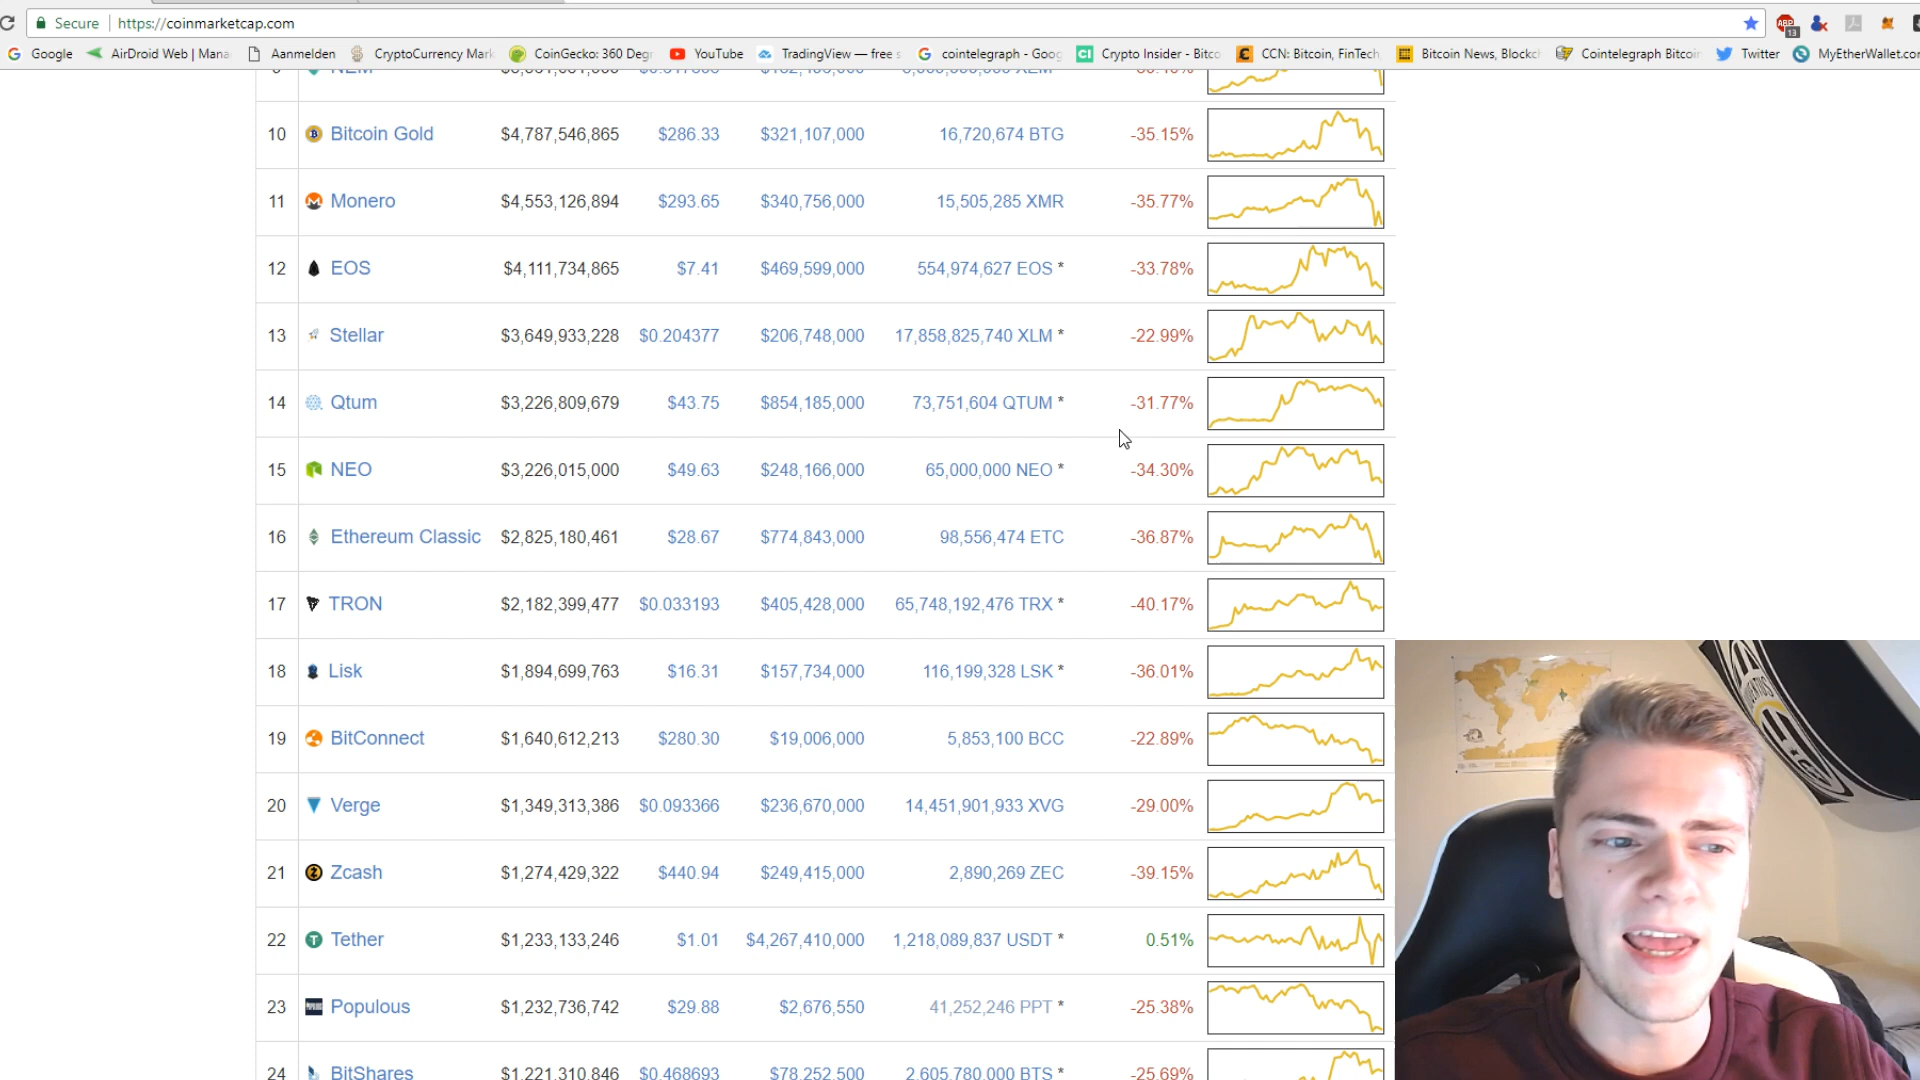 Secure https://coinmarketcap.com
Google AirDroid Web | Mana Anmelden CryptoCurrency Mark CoinGecko: 360 Degr YouTube TradingView — free s cointelegraph - Goog Crypto Insider - Bitco CCN: Bitcoin, FinTech, Bitcoin News, Blockch Cointelegraph Bitcoin Twitter MyEtherWallet.co
10 Bitcoin Gold $4,787,546,865 $286.33 $321,107,000 16,720,674 BTG -35.15%
11 Monero $4,553,126,894 $293.65 $340,756,000 15,505,285 XMR -35.77%
12 EOS $4,111,734,865 $7.41 $469,599,000 554,974,627 EOS * -33.78%
13 Stellar $3,649,933,228 $0.204377 $206,748,000 17,858,825,740 XLM * -22.99%
14 Qtum $3,226,809,679 $43.75 $854,185,000 73,751,604 QTUM * -31.77%
15 NEO $3,226,015,000 $49.63 $248,166,000 65,000,000 NEO * -34.30%
16 Ethereum Classic $2,825,180,461 $28.67 $774,843,000 98,556,474 ETC -36.87%
17 TRON $2,182,399,477 $0.033193 $405,428,000 65,748,192,476 TRX * -40.17%
18 Lisk $1,894,699,763 $16.31 $157,734,000 116,199,328 LSK * -36.01%
19 BitConnect $1,640,612,213 $280.30 $19,006,000 5,853,100 BCC -22.89%
20 Verge $1,349,313,386 $0.093366 $236,670,000 14,451,901,933 XVG -29.00%
21 Zcash $1,274,429,322 $440.94 $249,415,000 2,890,269 ZEC -39.15%
22 Tether $1,233,133,246 $1.01 $4,267,410,000 1,218,089,837 USDT * 0.51%
23 Populous $1,232,736,742 $29.88 $2,676,550 41,252,246 PPT * -25.38%
24 BitShares $1,221,310,846 $0.468693 $78,252,500 2,605,780,000 BTS * -25.69%